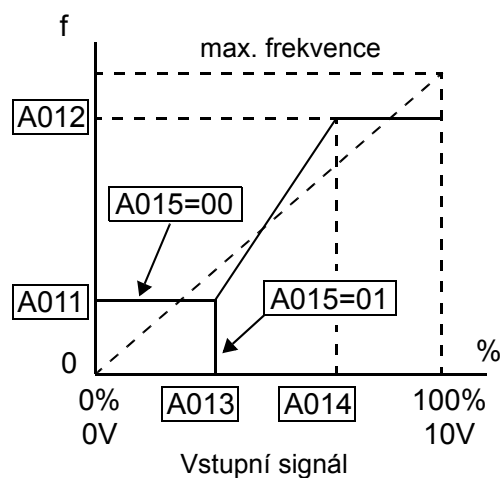 f
max. frekvence
A012
A015=00
A011
A015=01
0
%
0%
A013
A014
100%
0V
10V
Vstupní signál